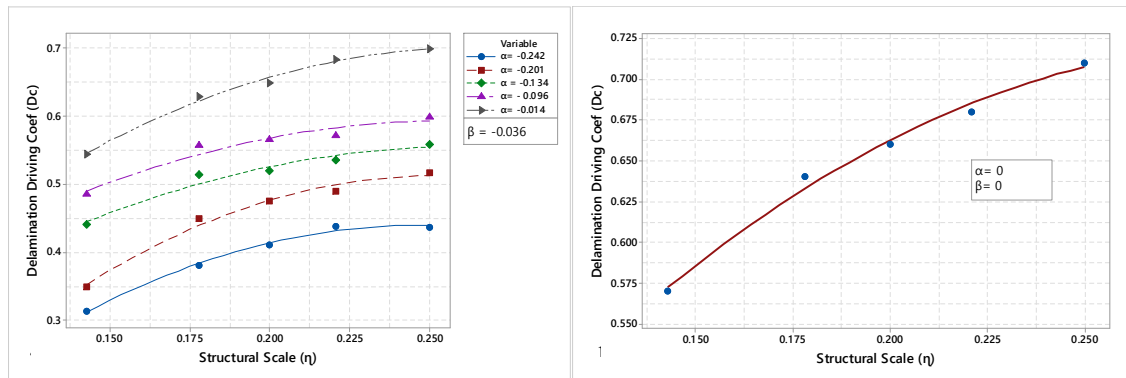 Delamination Driving Coef (Dc)
0.7
0.6
0.5
0.4
0.3
0.150
0.175
0.200
0.225
0.250
Structural Scale (η)
Variable
α= -0.242
α= -0.201
α = -0.134
α= - 0.096
α= -0.014
β = -0.036
Delamination Driving Coef (Dc)
0.725
0.700
0.675
0.650
0.625
0.600
0.575
0.550
0.150
0.175
0.200
0.225
0.250
Structural Scale (η)
α= 0
β= 0